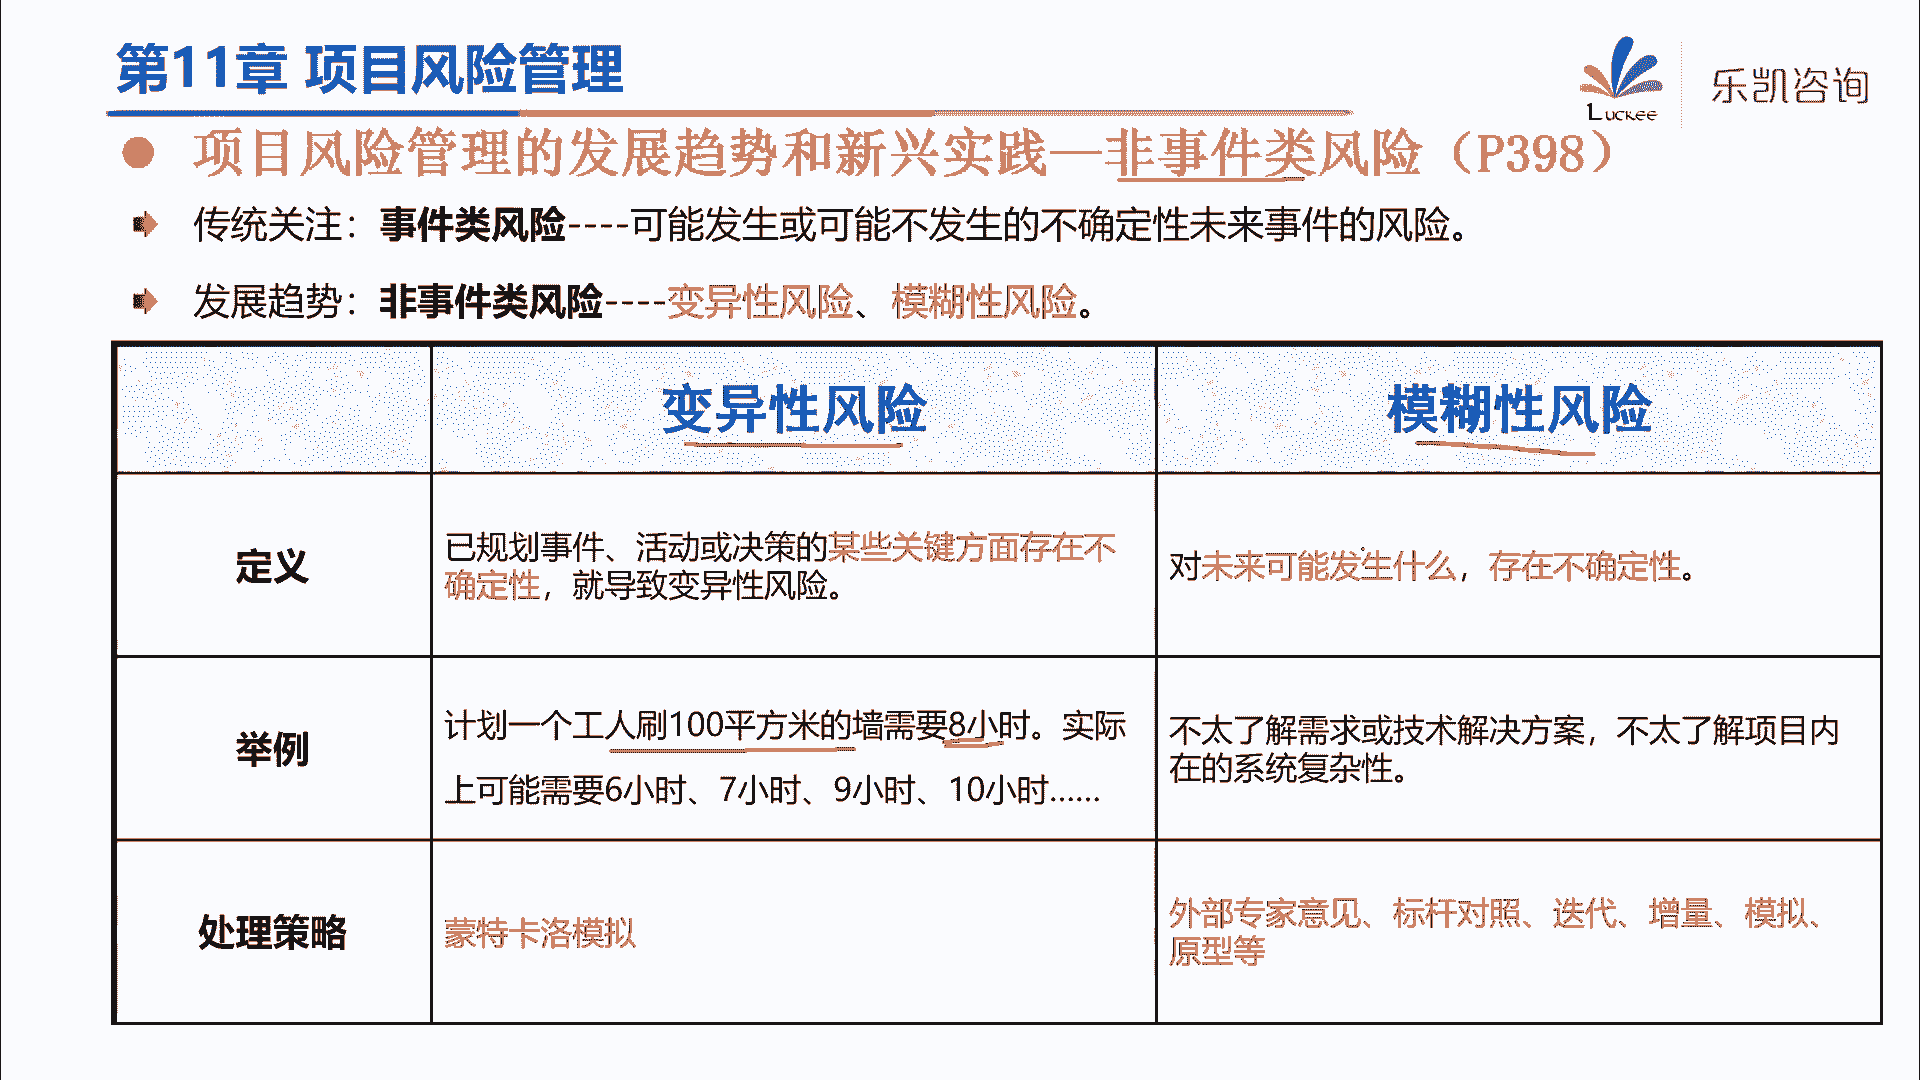 第11章 项目风险管理
Luckee
乐凯咨询
项目风险管理的发展趋势和新兴实践—非事件类风险（P398）
传统关注：事件类风险----可能发生或可能不发生的不确定性未来事件的风险。
发展趋势：非事件类风险----变异性风险、模糊性风险。
变异性风险
模糊性风险
定义
已规划事件、活动或决策的某些关键方面存在不
确定性，就导致变异性风险。
对未来可能发生什么，存在不确定性。
举例
计划一个工人刷100平方米的墙需要8小时。实际
上可能需要6小时、7小时、9小时、10小时......
不太了解需求或技术解决方案，不太了解项目内
在的系统复杂性。
处理策略
蒙特卡洛模拟
外部专家意见、标杆对照、迭代、增量、模拟、
原型等